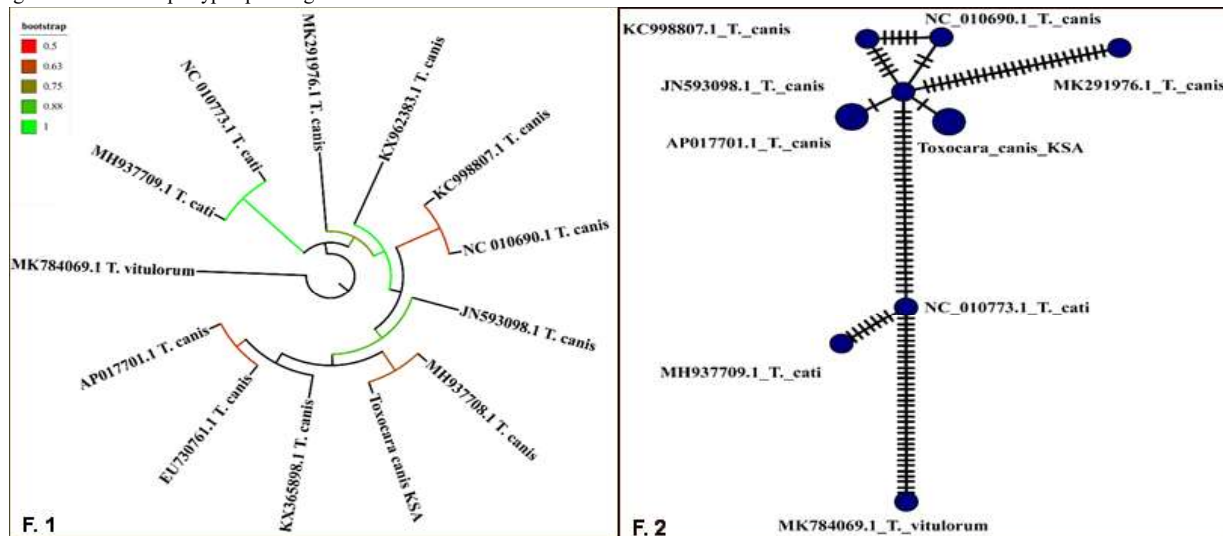 bootstrap
0.5
0.63
0.75
0.88
1
MK291976.1 T. canis
KX962383.1 T. canis
NC 010773.1 T. cati
KC998807.1 T. canis
MH937709.1 T. cati
NC 010690.1 T. canis
MK784069.1 T. vitulorum
JN593098.1 T. canis
AP017701.1 T. canis
MH937708.1 T. canis
EU730761.1 T. canis
Toxocara canis KSA
KX365898.1 T. canis
F. 1
NC_010690.1_T._canis
KC998807.1_T._canis
JN593098.1_T._canis
MK291976.1_T._canis
AP017701.1_T._canis
Toxocara_canis_KSA
NC_010773.1_T._cati
MH937709.1_T._cati
MK784069.1_T._vitulorum
F. 2